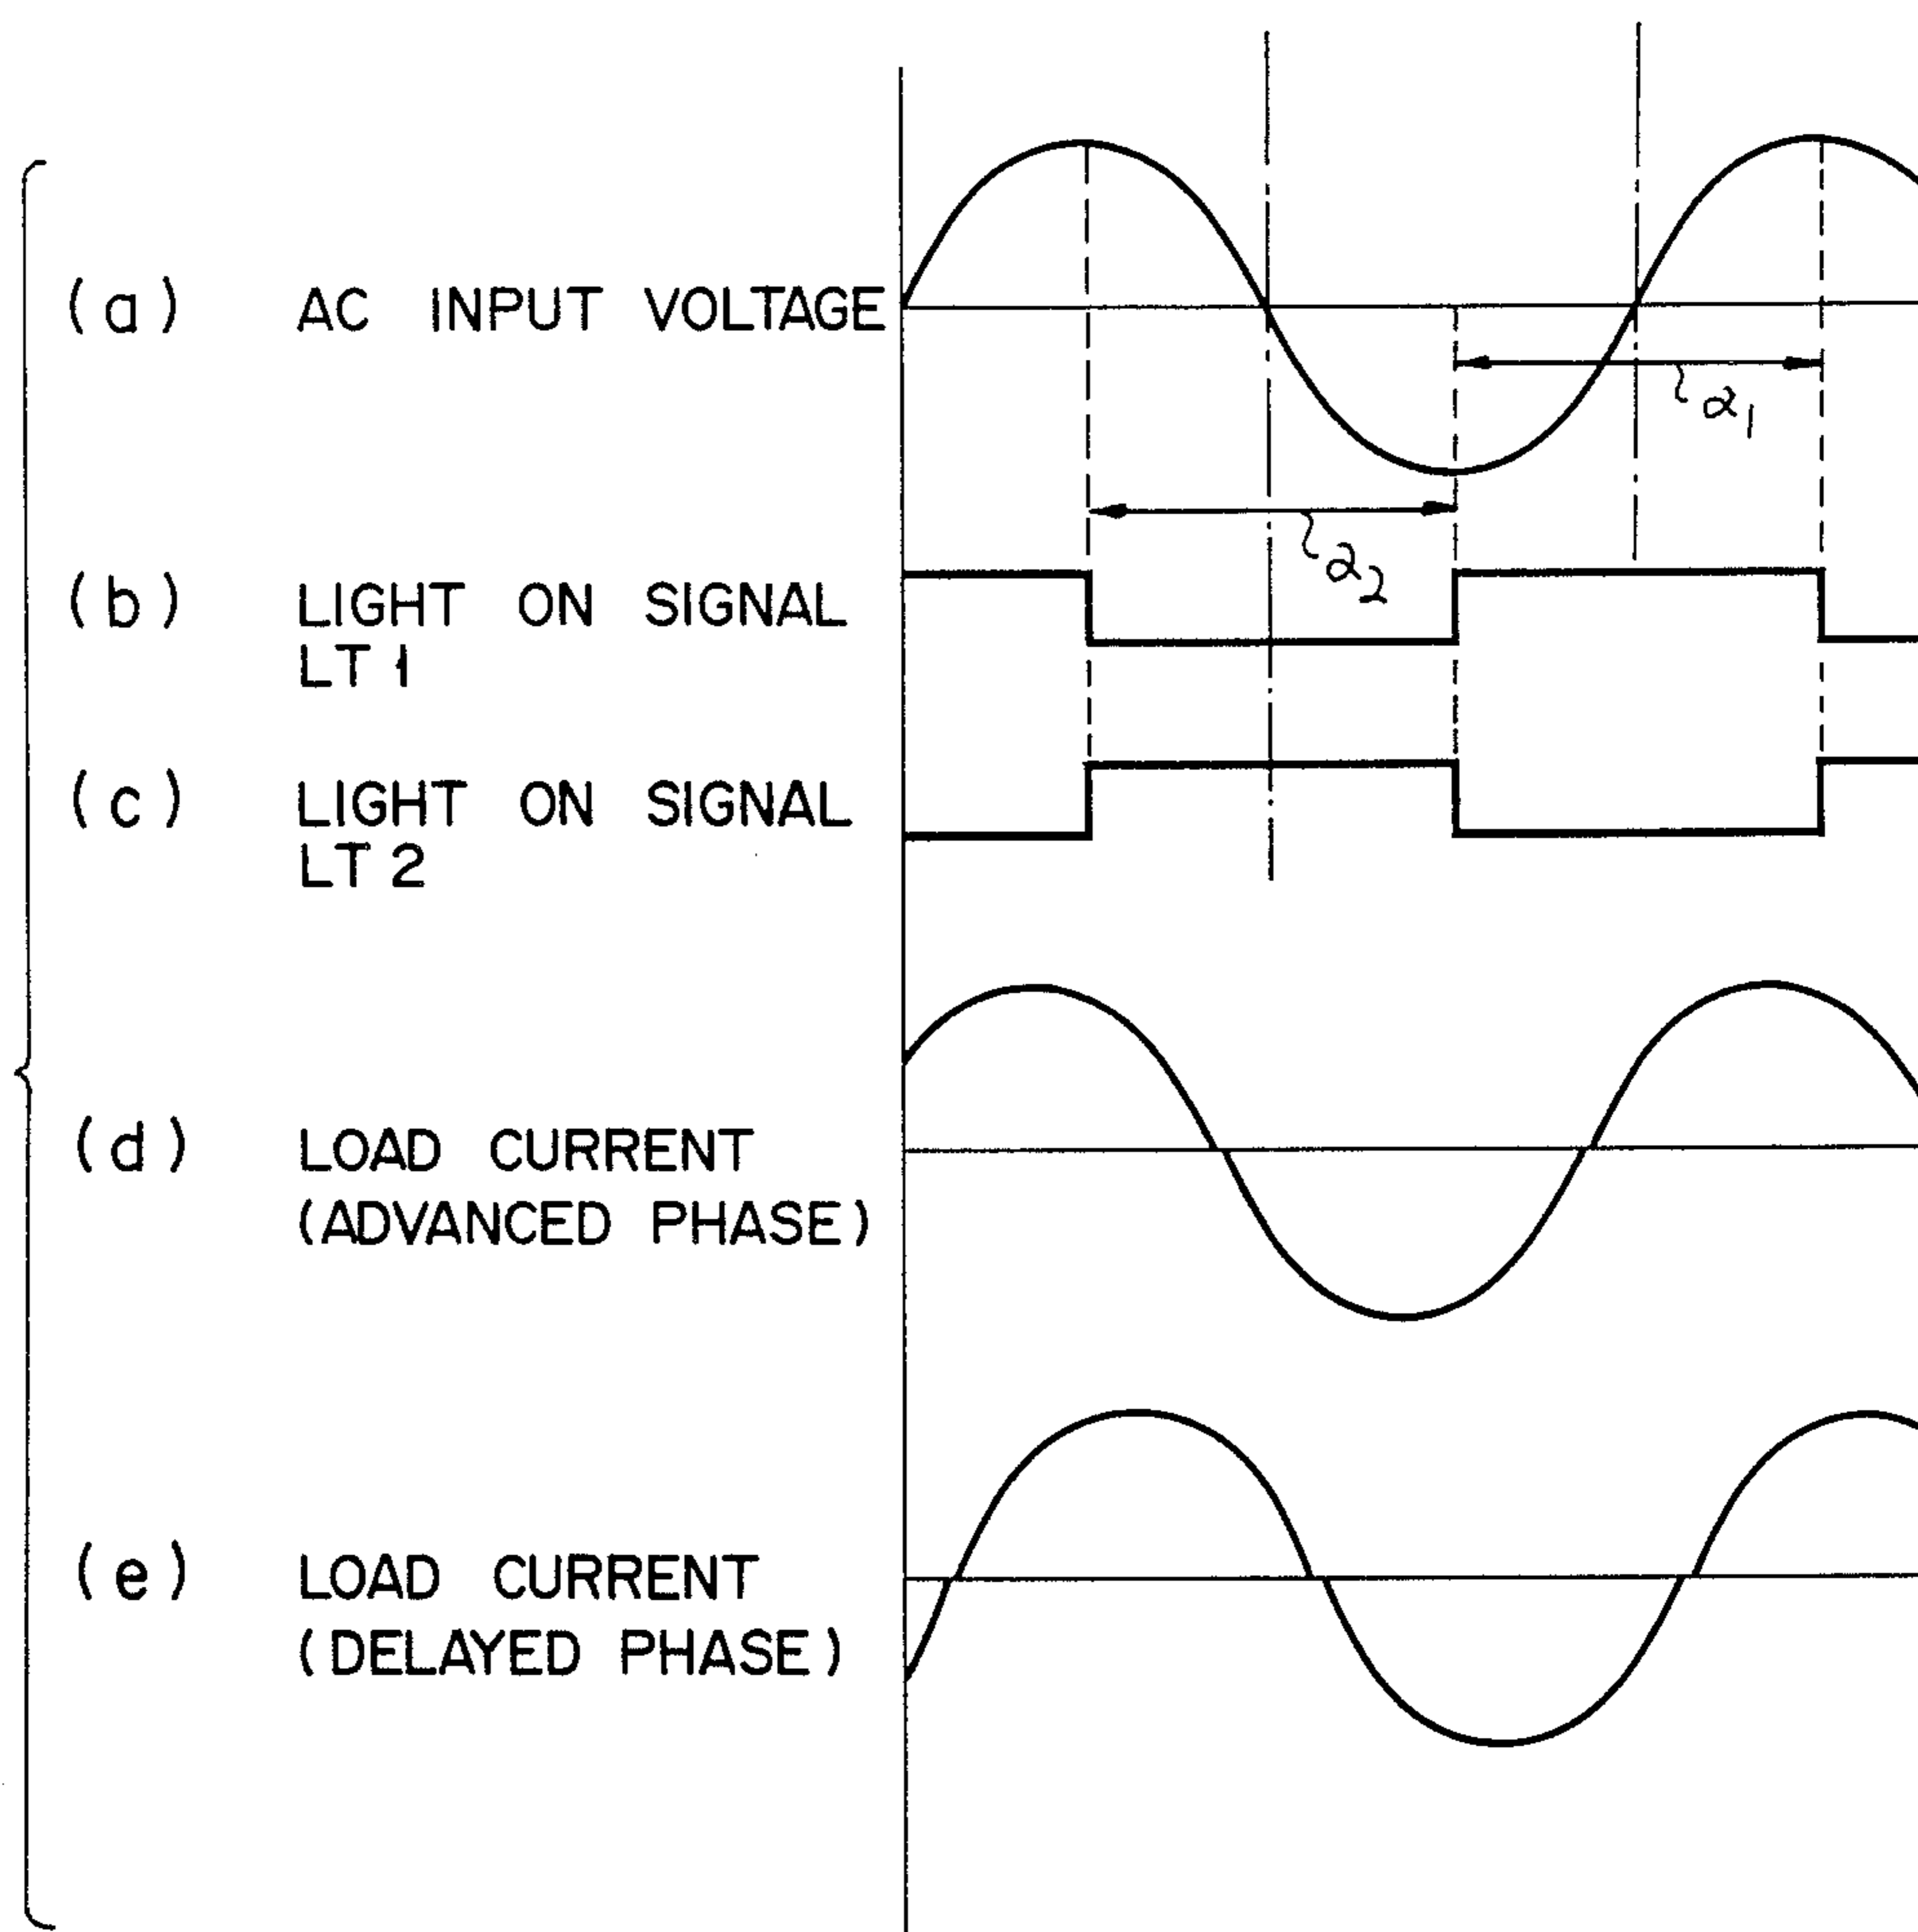 (a) AC INPUT VOLTAGE
α1
α2
(b) LIGHT ON SIGNAL
LT 1
(c) LIGHT ON SIGNAL
LT 2
(d) LOAD CURRENT
(ADVANCED PHASE)
(e) LOAD CURRENT
(DELAYED PHASE)